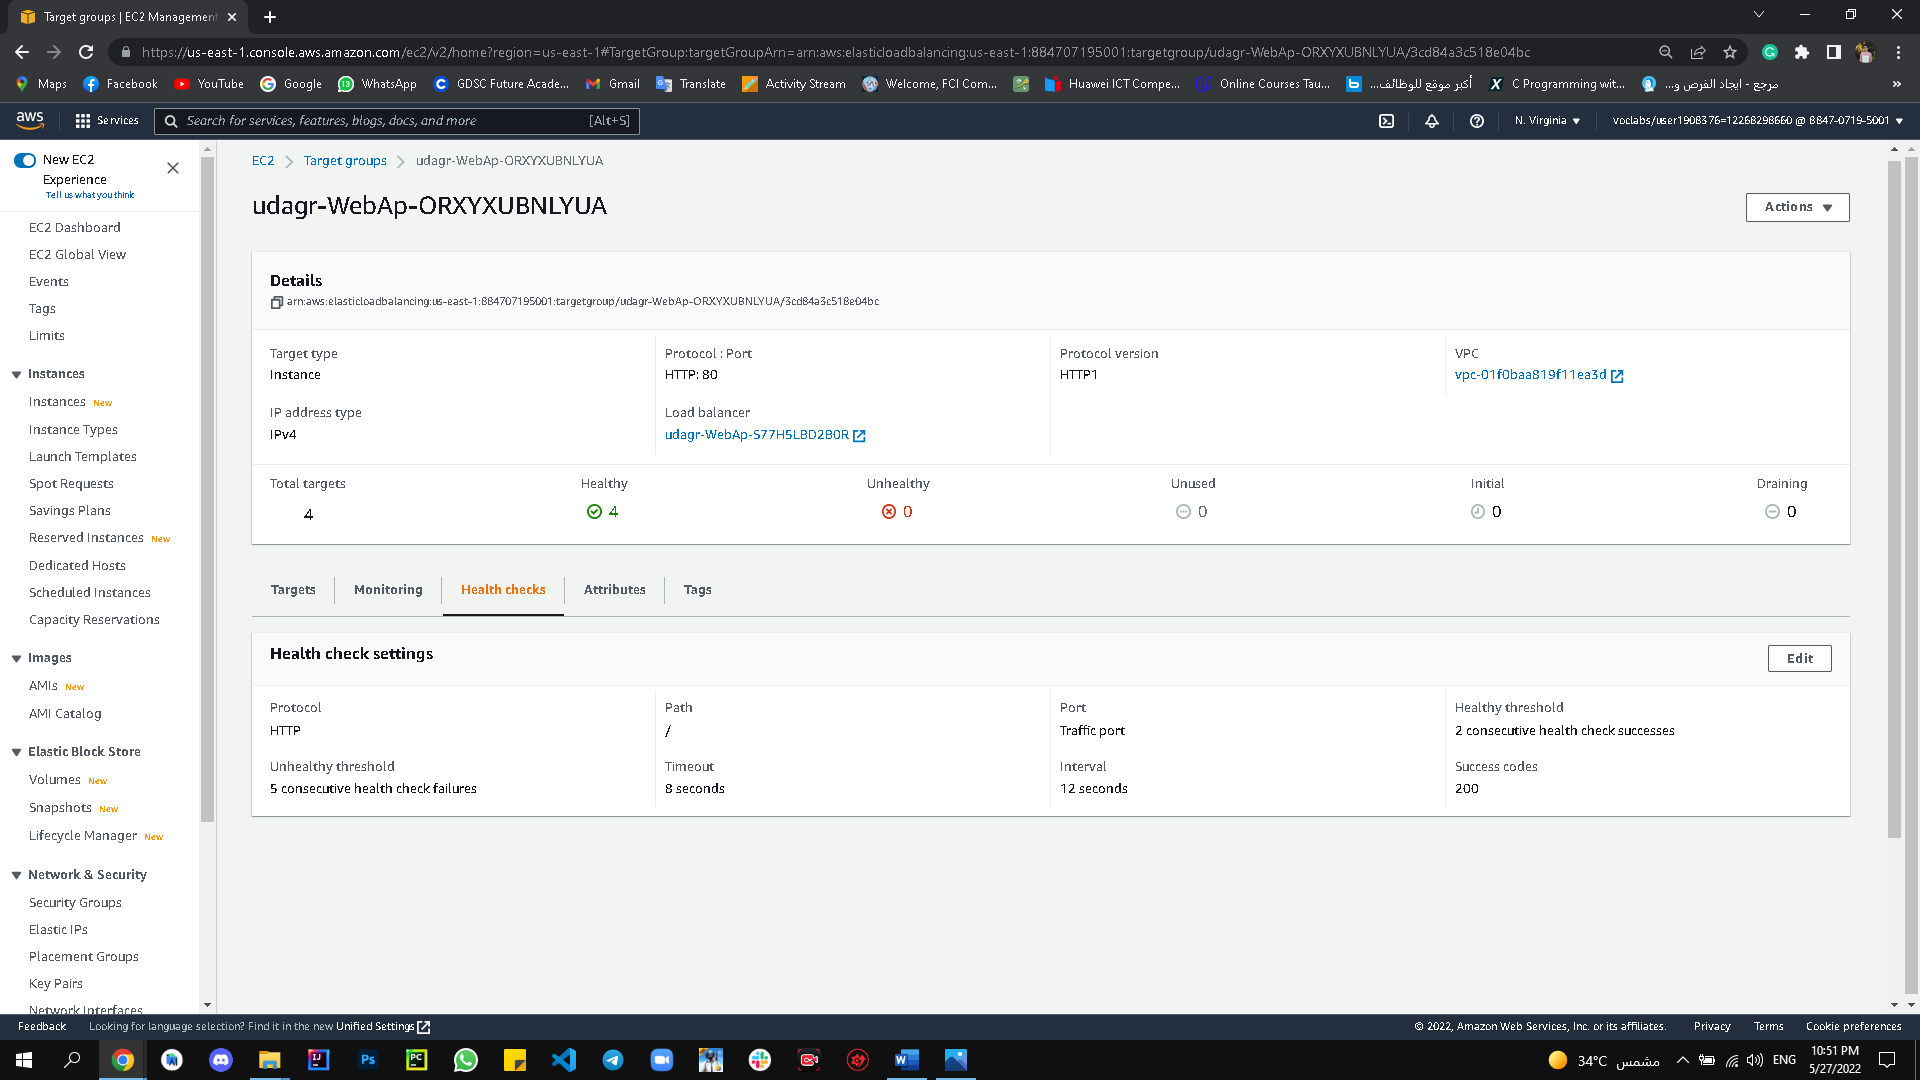 Target groups | EC2 Management
https://us-east-1.console.aws.amazon.com/ec2/v2/home?region=us-east-1#TargetGroup:targetGroupArn=arn:aws:elasticloadbalancing:us-east-1:884707195001:targetgroup/udagr-WebAp-ORXYXUBNLYUA/3cd84a3c518e04bc
Maps Facebook YouTube Google WhatsApp GDSC Future Acade... Gmail Translate Activity Stream Welcome, FCI Com... Huawei ICT Compe... Online Courses Tau... أكبر موقع للوظائف... C Programming wit... مرجع - ايجاد الفرص و... »
aws Services Search for services, features, blogs, docs, and more [Alt+S] N. Virginia voclabs/user1908376=12268298660 @ 8847-0719-5001
New EC2
Experience
Tell us what you think
EC2 Dashboard
EC2 Global View
Events
Tags
Limits
Instances
Instances New
Instance Types
Launch Templates
Spot Requests
Savings Plans
Reserved Instances New
Dedicated Hosts
Scheduled Instances
Capacity Reservations
Images
AMIs New
AMI Catalog
Elastic Block Store
Volumes New
Snapshots New
Lifecycle Manager New
Network & Security
Security Groups
Elastic IPs
Placement Groups
Key Pairs
Network Interfaces
EC2 Target groups udagr-WebAp-ORXYXUBNLYUA
udagr-WebAp-ORXYXUBNLYUA
Actions
Details
arn:aws:elasticloadbalancing:us-east-1:884707195001:targetgroup/udagr-WebAp-ORXYXUBNLYUA/3cd84a3c518e04bc
Target type Protocol : Port Protocol version VPC
Instance HTTP: 80 HTTP1 vpc-01f0baa819f11ea3d
IP address type Load balancer
IPv4 udagr-WebAp-S77H5LBD2B0R
Total targets Healthy Unhealthy Unused Initial Draining
4 4 0 0 0 0
Targets Monitoring Health checks Attributes Tags
Health check settings
Edit
Protocol Path Port Healthy threshold
HTTP / Traffic port 2 consecutive health check successes
Unhealthy threshold Timeout Interval Success codes
5 consecutive health check failures 8 seconds 12 seconds 200
Feedback Looking for language selection? Find it in the new Unified Settings © 2022, Amazon Web Services, Inc. or its affiliates. Privacy Terms Cookie preferences
34°C مشمس ENG
10:51 PM
5/27/2022